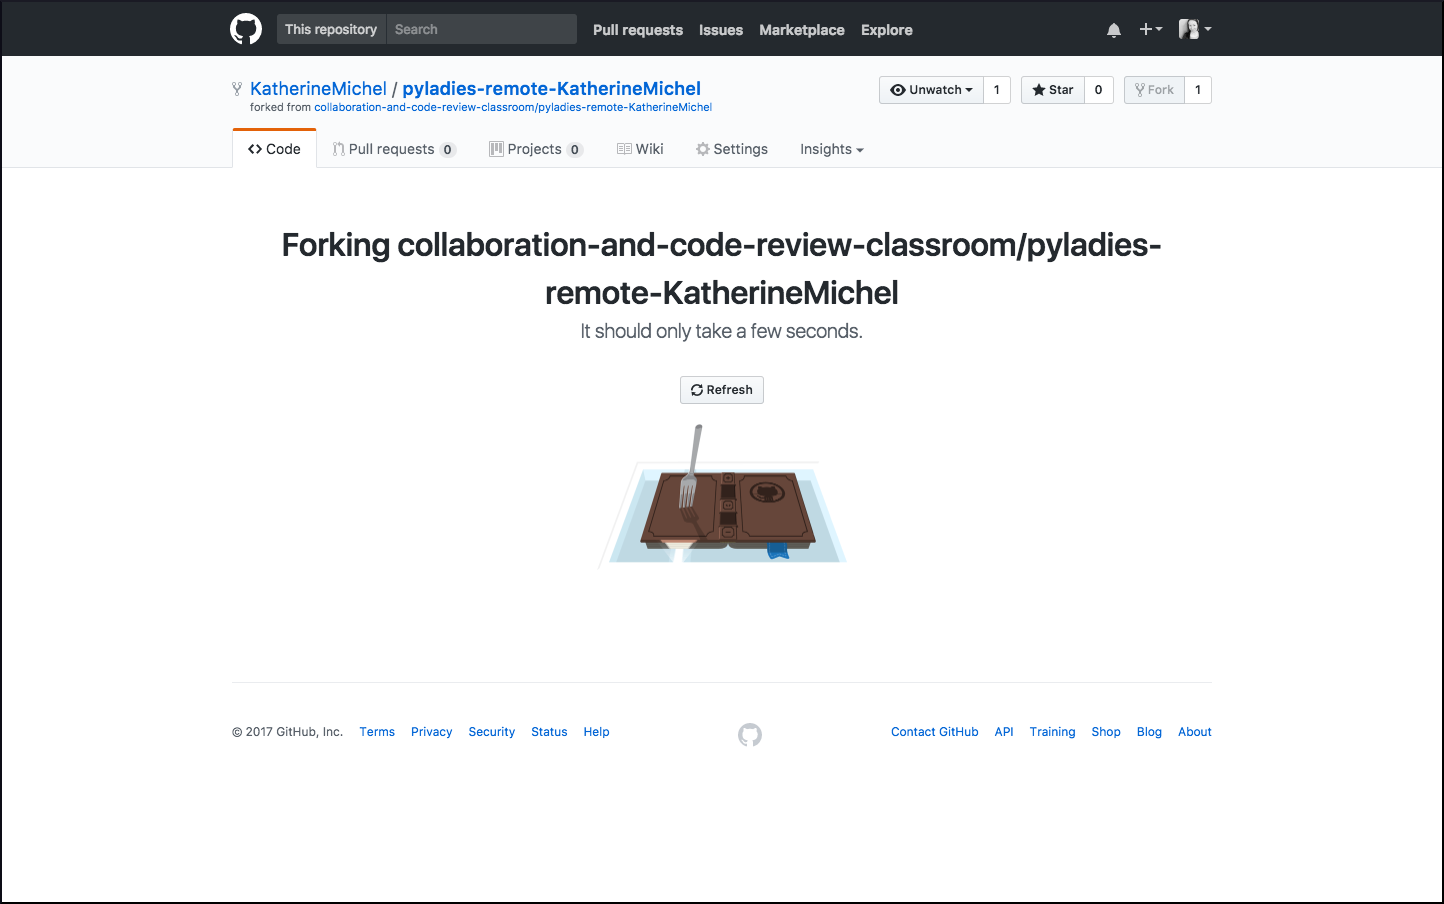 This repository Search Pull requests Issues Marketplace Explore
KatherineMichel / pyladies-remote-KatherineMichel Unwatch 1 Star 0 Fork 1
forked from collaboration-and-code-review-classroom/pyladies-remote-KatherineMichel
Code Pull requests 0 Projects 0 Wiki Settings Insights
Forking collaboration-and-code-review-classroom/pyladies-
remote-KatherineMichel
It should only take a few seconds.
Refresh
© 2017 GitHub, Inc. Terms Privacy Security Status Help Contact GitHub API Training Shop Blog About